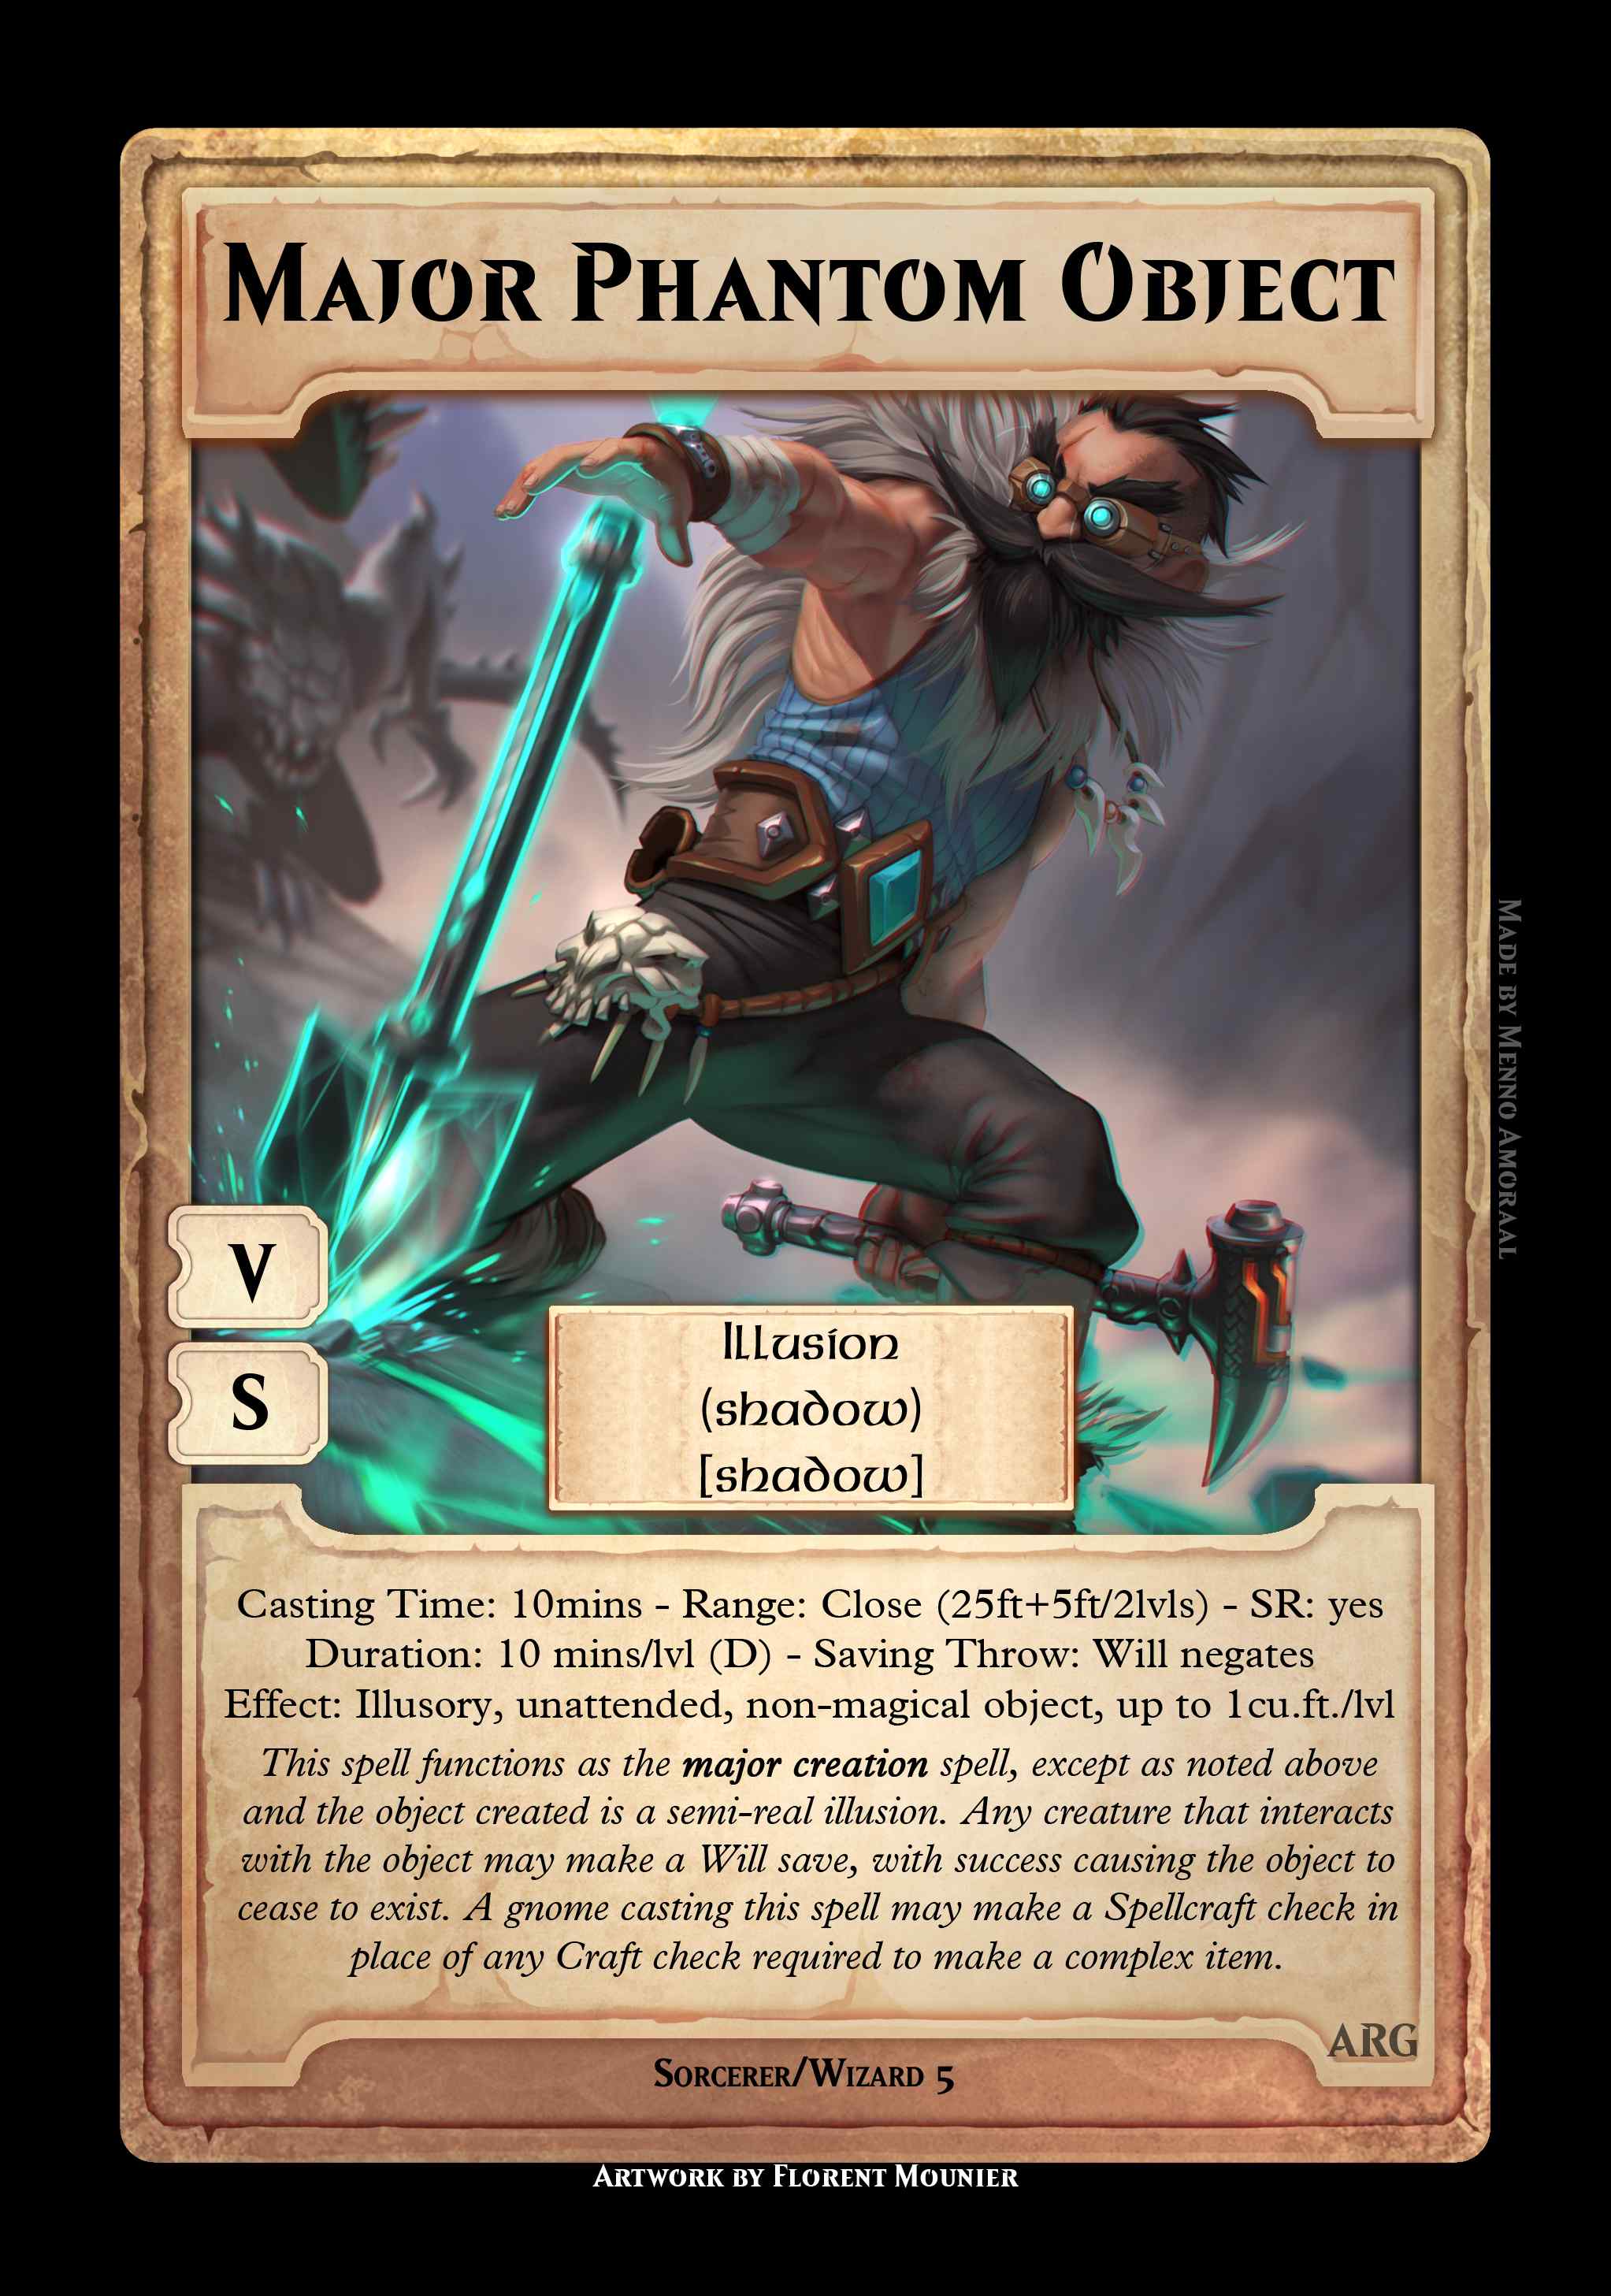 Major Phantom Object
V
S
Illusion
(shadow)
[shadow]
Casting Time: 10mins - Range: Close (25ft+5ft/2lvls) - SR: yes
Duration: 10 mins/lvl (D) - Saving Throw: Will negates
Effect: Illusory, unattended, non-magical object, up to 1cu.ft./lvl
This spell functions as the major creation spell, except as noted above
and the object created is a semi-real illusion. Any creature that interacts
with the object may make a Will save, with success causing the object to
cease to exist. A gnome casting this spell may make a Spellcraft check in
place of any Craft check required to make a complex item.
ARG
Sorcerer/Wizard 5
Artwork by Florent Mounier
Made by Menno Amoraal